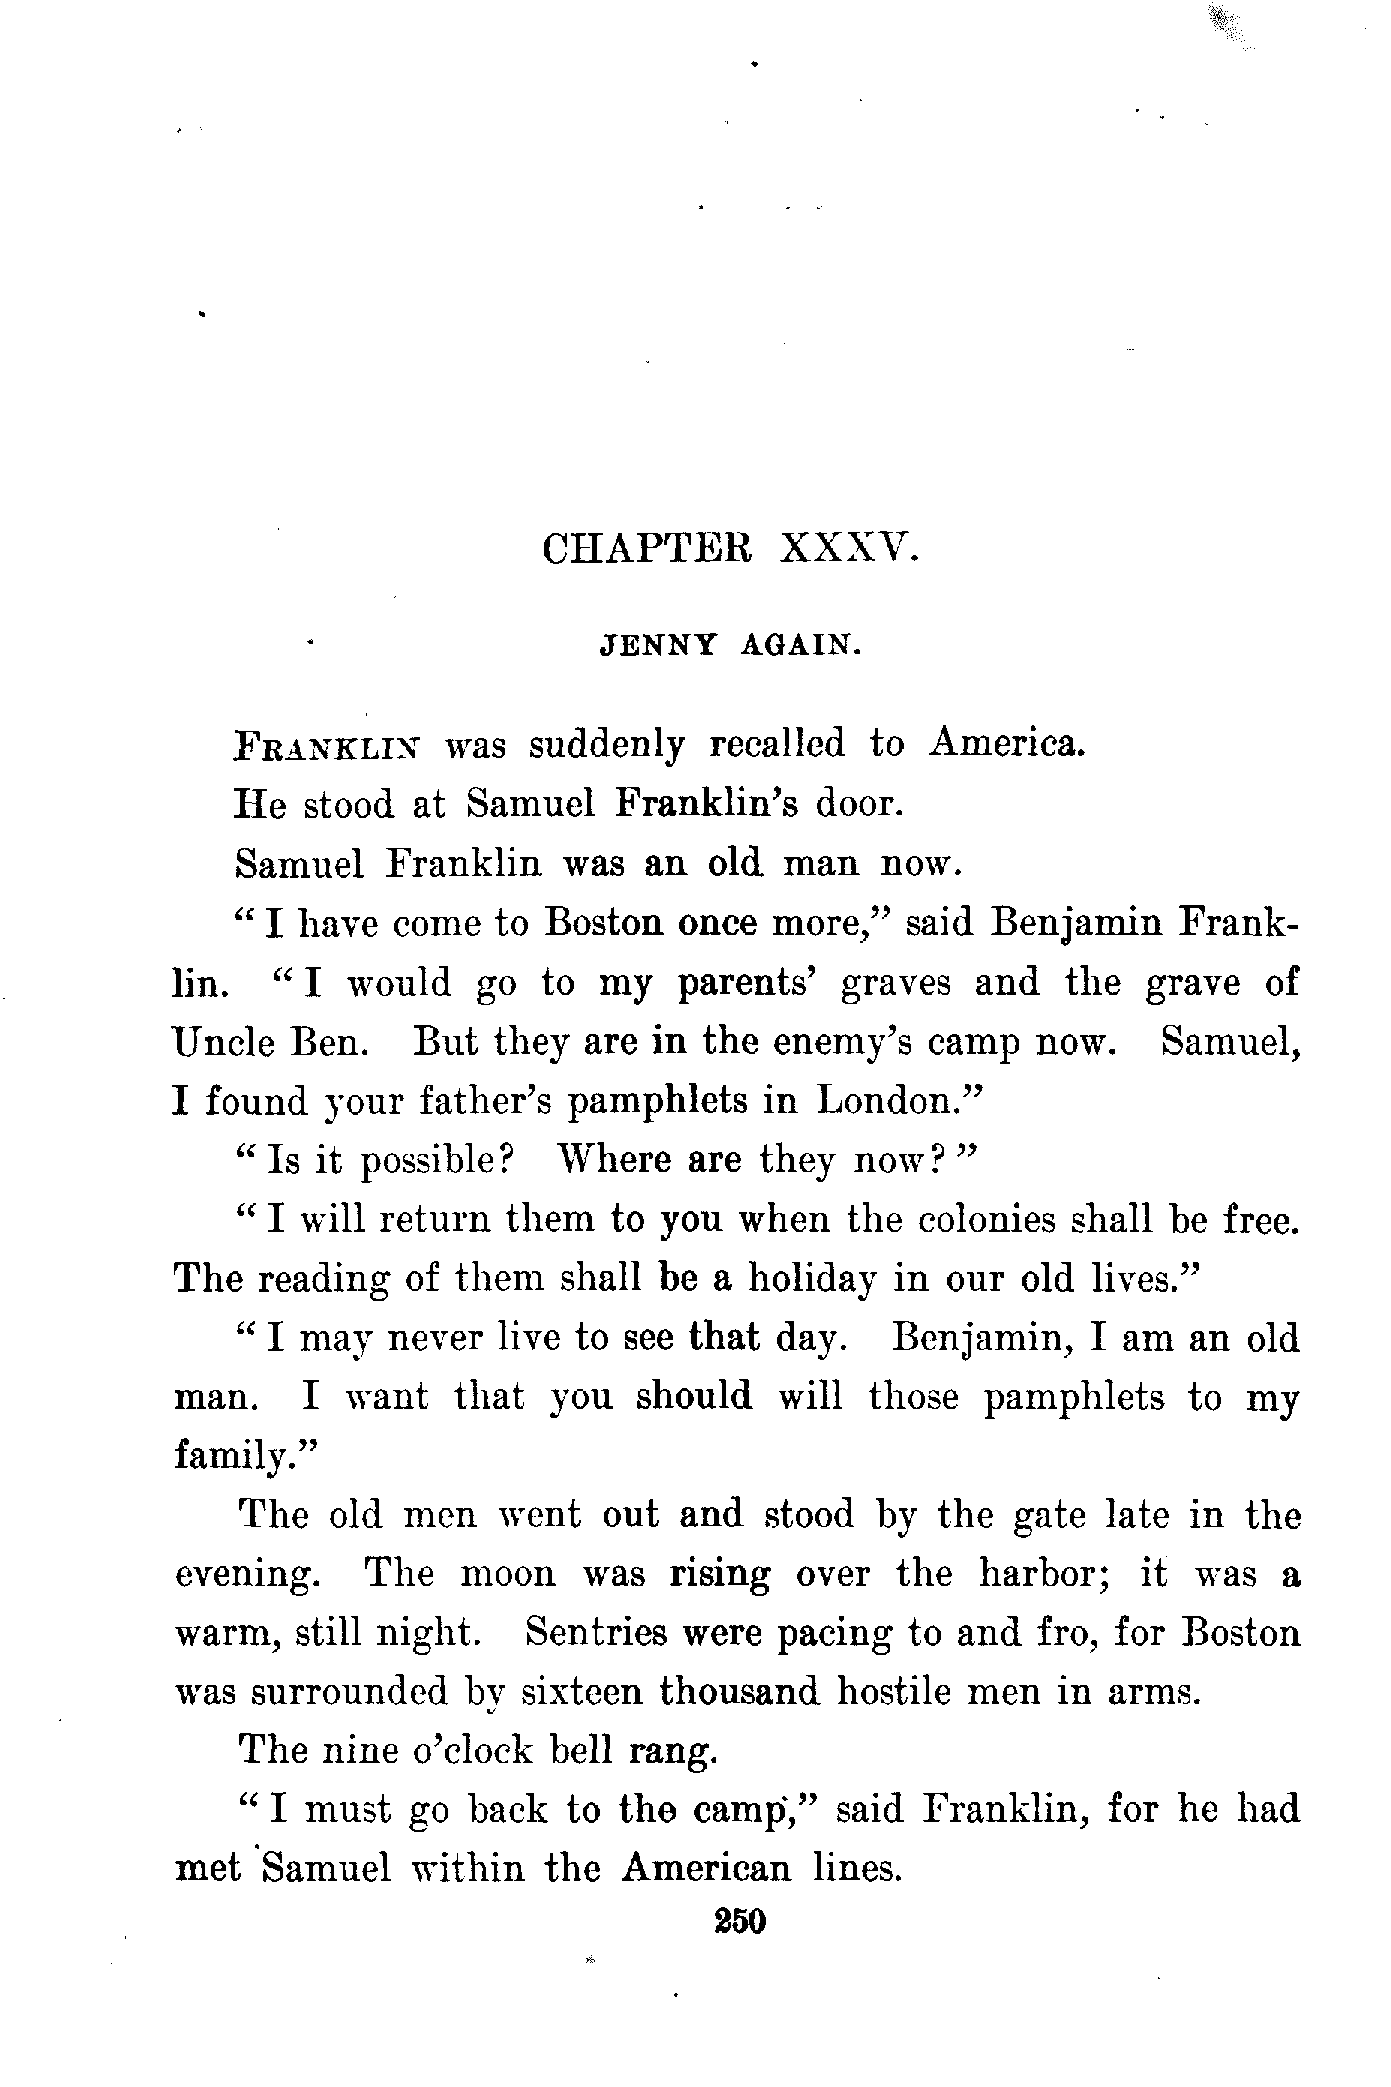 CHAPTER XXXV.
JENNY AGAIN.
FRANKLIN was suddenly recalled to America.
He stood at Samuel Franklin's door.
Samuel Franklin was an old man now.
“ I have come to Boston once more,” said Benjamin Frank-
lin. “ I would go to my parents' graves and the grave of
Uncle Ben. But they are in the enemy's camp now. Samuel,
I found your father's pamphlets in London.”
“ Is it possible? Where are they now? ”
“ I will return them to you when the colonies shall be free.
The reading of them shall be a holiday in our old lives.”
“ I may never live to see that day. Benjamin, I am an old
man. I want that you should will those pamphlets to my
family.”
The old men went out and stood by the gate late in the
evening. The moon was rising over the harbor; it was a
warm, still night. Sentries were pacing to and fro, for Boston
was surrounded by sixteen thousand hostile men in arms.
The nine o'clock bell rang.
“ I must go back to the camp,” said Franklin, for he had
met Samuel within the American lines.
250